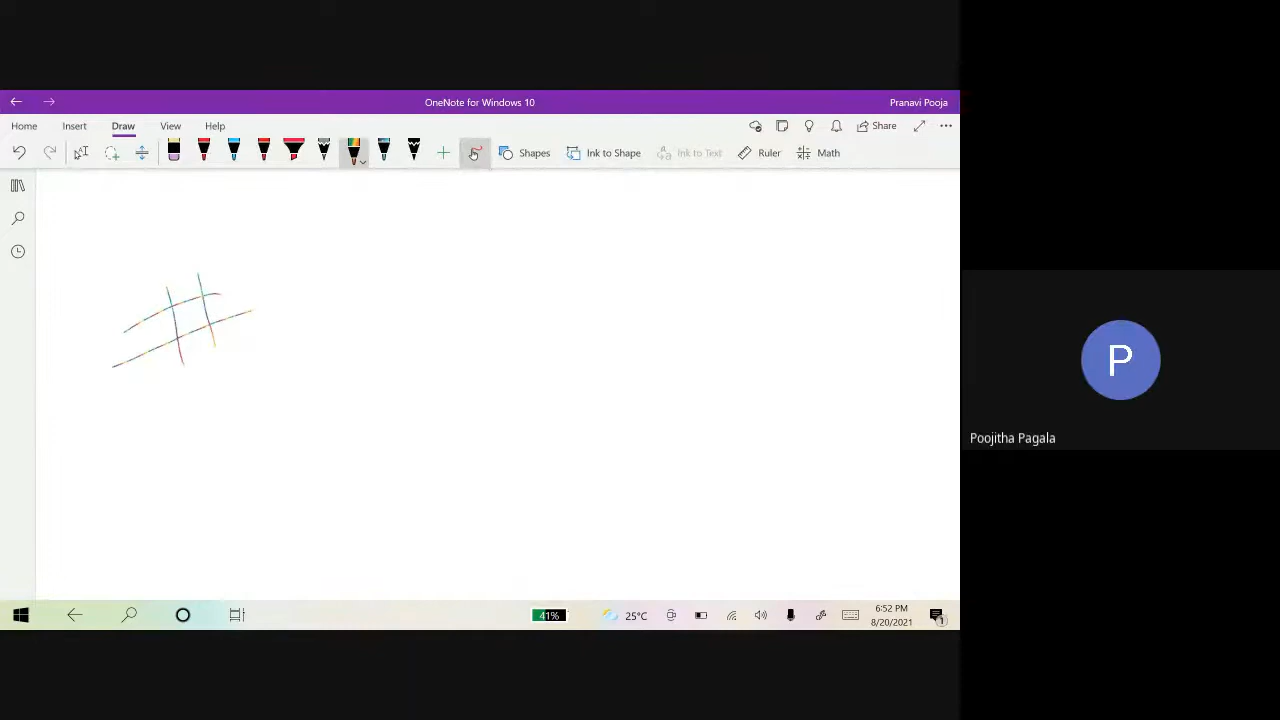 OneNote for Windows 10
Pranavi Pooja
Home Insert Draw View Help
Share
Shapes Ink to Shape Ink to Text Ruler Math
P
Poojitha Pagala
41% 25°C 6:52 PM
8/20/2021
1